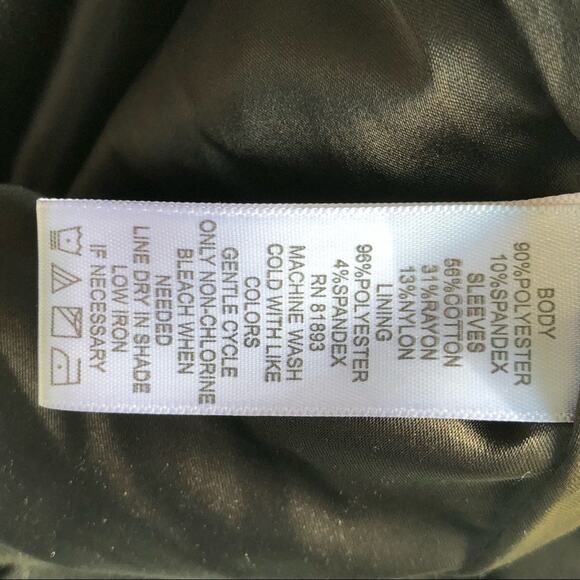 BODY
90%POLYESTER
10%SPANDEX
SLEEVES
56%COTTON
31%RAYON
13%NYLON
LINING
96%POLYESTER
4%SPANDEX
RN 81893
MACHINE WASH
COLD WITH LIKE
COLORS
GENTLE CYCLE
ONLY NON-CHLORINE
BLEACH WHEN
NEEDED
LINE DRY IN SHADE
LOW IRON
IF NECESSARY